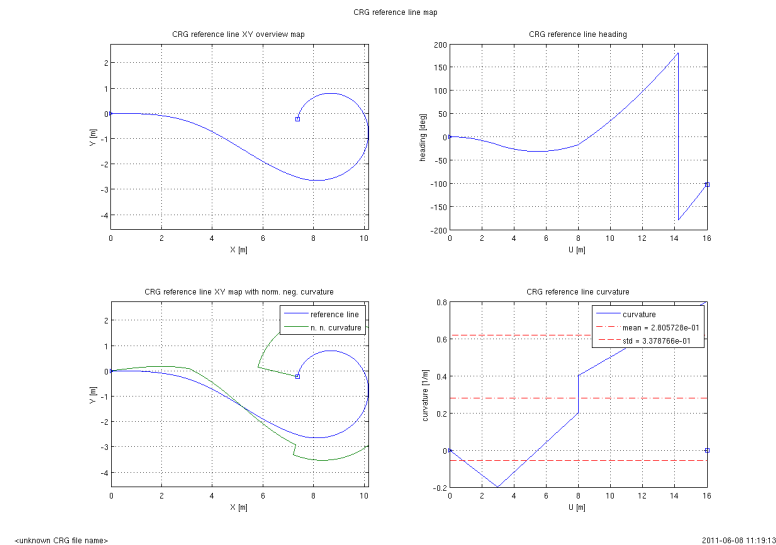 CRG reference line map
CRG reference line XY overview map
2
1
0
-1
-2
-3
-4
Y [m]
0 2 4 6 8 10
X [m]
CRG reference line heading
200
150
100
50
0
-50
-100
-150
-200
heading [deg]
0 2 4 6 8 10 12 14 16
U [m]
CRG reference line XY map with norm. neg. curvature
reference line
n. n. curvature
2
1
0
-1
-2
-3
-4
Y [m]
0 2 4 6 8 10
X [m]
CRG reference line curvature
curvature
mean = 2.805728e-01
std = 3.378766e-01
0.8
0.6
0.4
0.2
0
-0.2
curvature [1/m]
0 2 4 6 8 10 12 14 16
U [m]
<unknown CRG file name>
2011-06-08 11:19:13